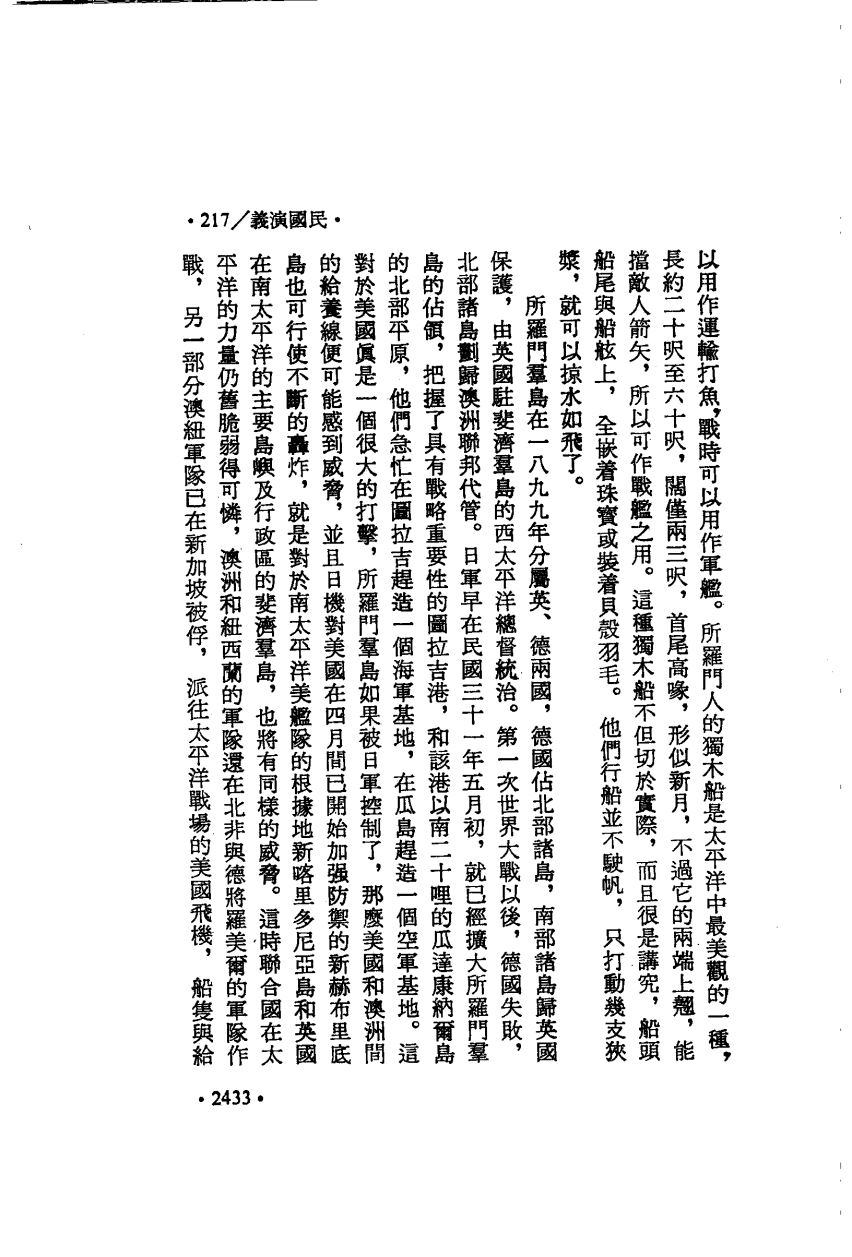 •217／義演國民•
以用作運輸打魚，戰時可以用作軍艦。所羅門人的獨木船是太平洋中最美觀的一種，
長約二十呎至六十呎，闊僅兩三呎，首尾高喙，形似新月，不過它的兩端上翹，能
擋敵人箭矢，所以可作戰艦之用。這種獨木船不但切於實際，而且很是講究，船頭
船尾與船舷上，全嵌着珠寶或裝着貝殼羽毛。他們行船並不駛帆，只打動幾支狹
槳，就可以掠水如飛了。
所羅門羣島在一八九九年分屬英、德兩國，德國佔北部諸島，南部諸島歸英國
保護，由英國駐斐濟羣島的西太平洋總督統治。第一次世界大戰以後，德國失敗，
北部諸島劃歸澳洲聯邦代管。日軍早在民國三十一年五月初，就已經擴大所羅門羣
島的佔領，把握了具有戰略重要性的圖拉吉港，和該港以南二十哩的瓜達康納爾島
的北部平原，他們急忙在圖拉吉趕造一個海軍基地，在瓜島趕造一個空軍基地。這
對於美國眞是一個很大的打擊，所羅門羣島如果被日軍控制了，那麼美國和澳洲間
的給養線便可能感到威脅，並且日機對美國在四月間已開始加强防禦的新赫布里底
島也可行使不斷的轟炸，就是對於南太平洋美艦隊的根據地新喀里多尼亞島和英國
在南太平洋的主要島嶼及行政區的斐濟羣島，也將有同樣的威脅。這時聯合國在太
平洋的力量仍舊脆弱得可憐，澳洲和紐西蘭的軍隊還在北非與德將羅美爾的軍隊作
戰，另一部分澳紐軍隊已在新加坡被俘，派往太平洋戰場的美國飛機，船隻與給
•2433•